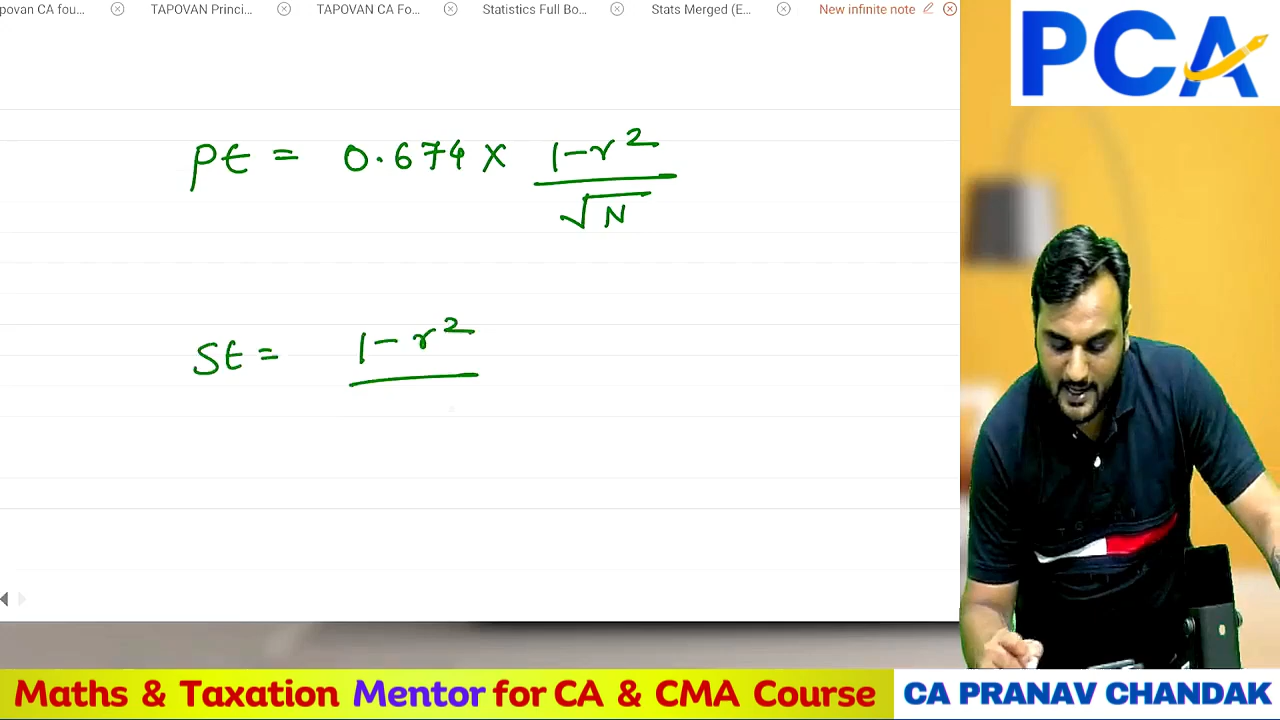 povan CA fou... TAPOVAN Princi... TAPOVAN CA Fo... Statistics Full Bo... Stats Merged (E... New infinite note
PCA
PE = 0.674 × (1-r²)/√N
SE = 1-r²
Maths & Taxation Mentor for CA & CMA Course
CA PRANAV CHANDAK